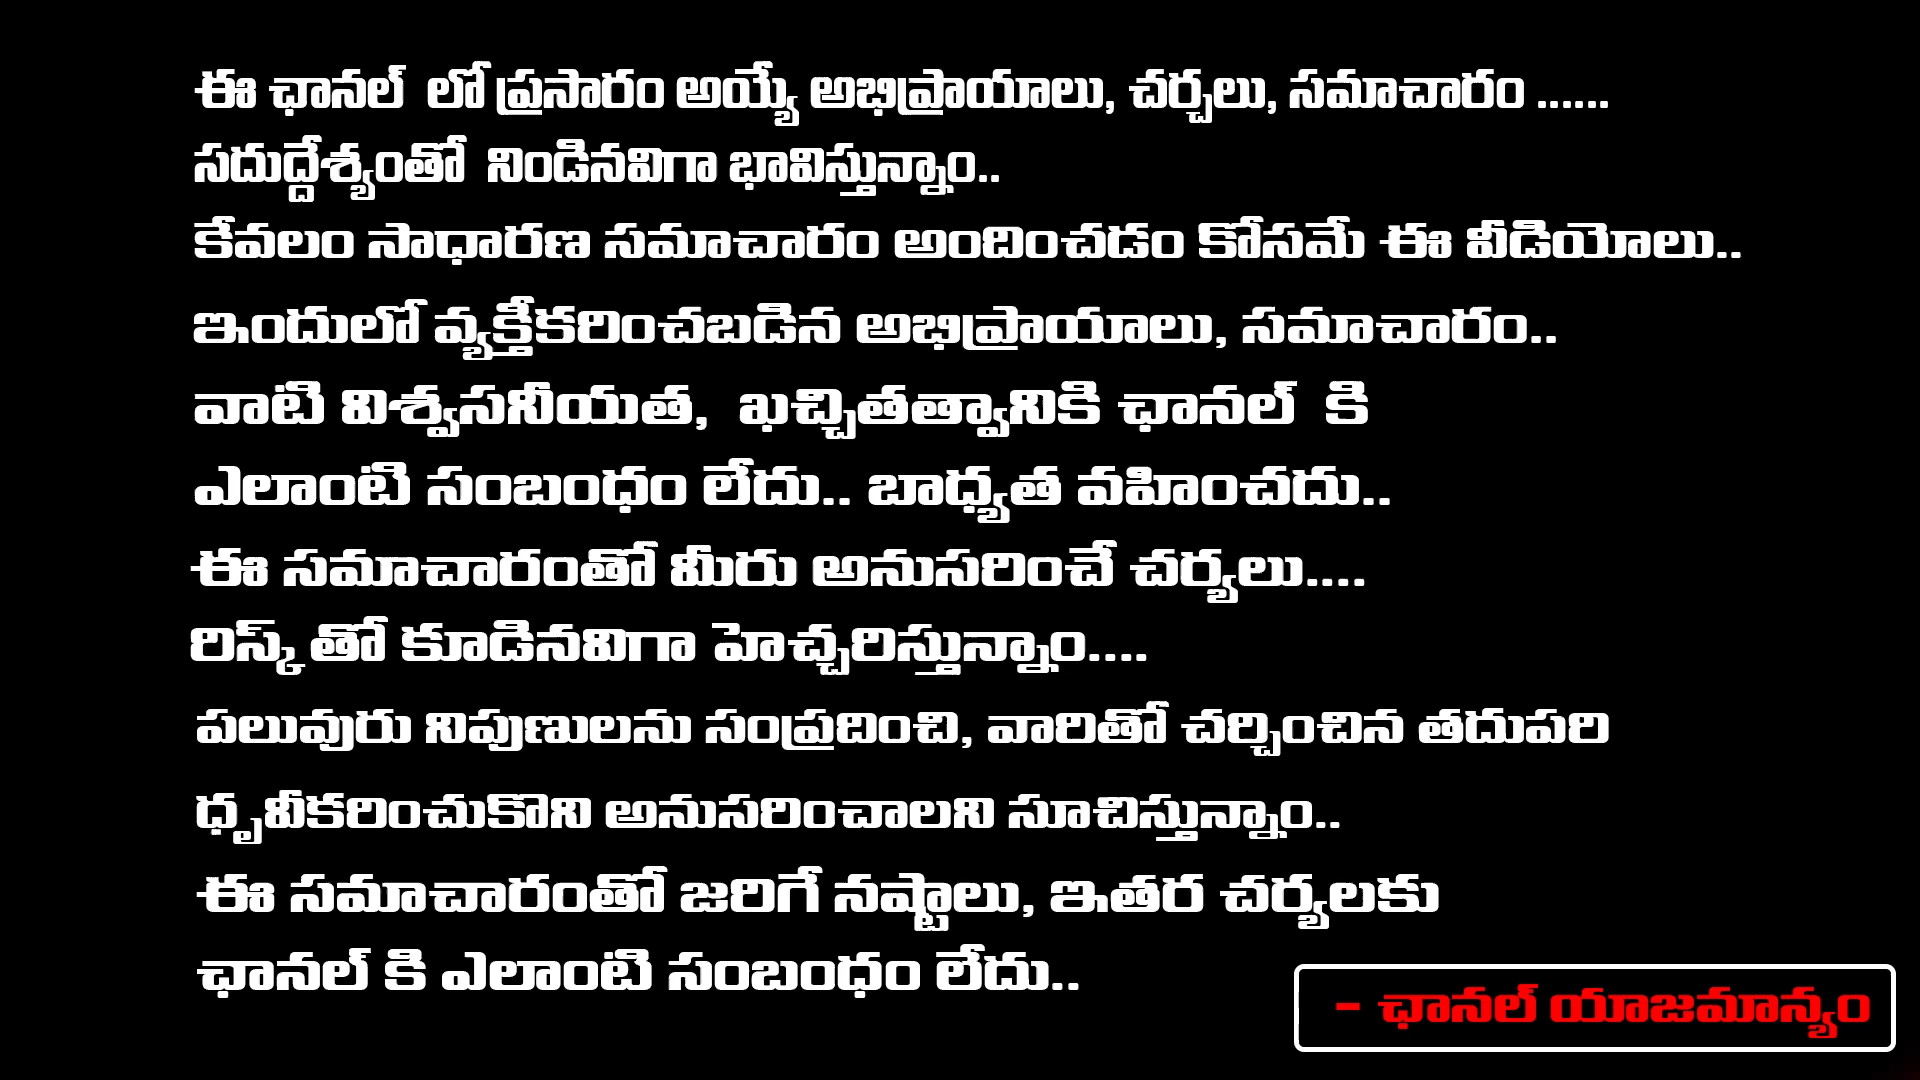 ఈ ఛానల్ లో ప్రసారం అయ్యే అభిప్రాయాలు, చర్చలు, సమాచారం ......
సదుద్దేశ్యంతో నిండినవిగా భావిస్తున్నాం..
కేవలం సాధారణ సమాచారం అందించడం కోసమే ఈ వీడియోలు..
ఇందులో వ్యక్తీకరించబడిన అభిప్రాయాలు, సమాచారం..
వాటి విశ్వసనీయత, ఖచ్చితత్వానికి ఛానల్ కి
ఎలాంటి సంబంధం లేదు.. బాధ్యత వహించదు..
ఈ సమాచారంతో మీరు అనుసరించే చర్యలు....
రిస్క్ తో కూడినవిగా హెచ్చరిస్తున్నాం....
పలువురు నిపుణులను సంప్రదించి, వారితో చర్చించిన తదుపరి
ధృవీకరించుకొని అనుసరించాలని సూచిస్తున్నాం..
ఈ సమాచారంతో జరిగే నష్టాలు, ఇతర చర్యలకు
ఛానల్ కి ఎలాంటి సంబంధం లేదు..
- ఛానల్ యాజమాన్యం